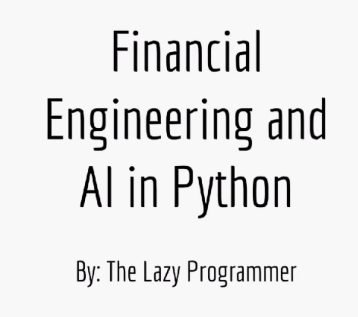 Financial
Engineering and
AI in Python
By: The Lazy Programmer